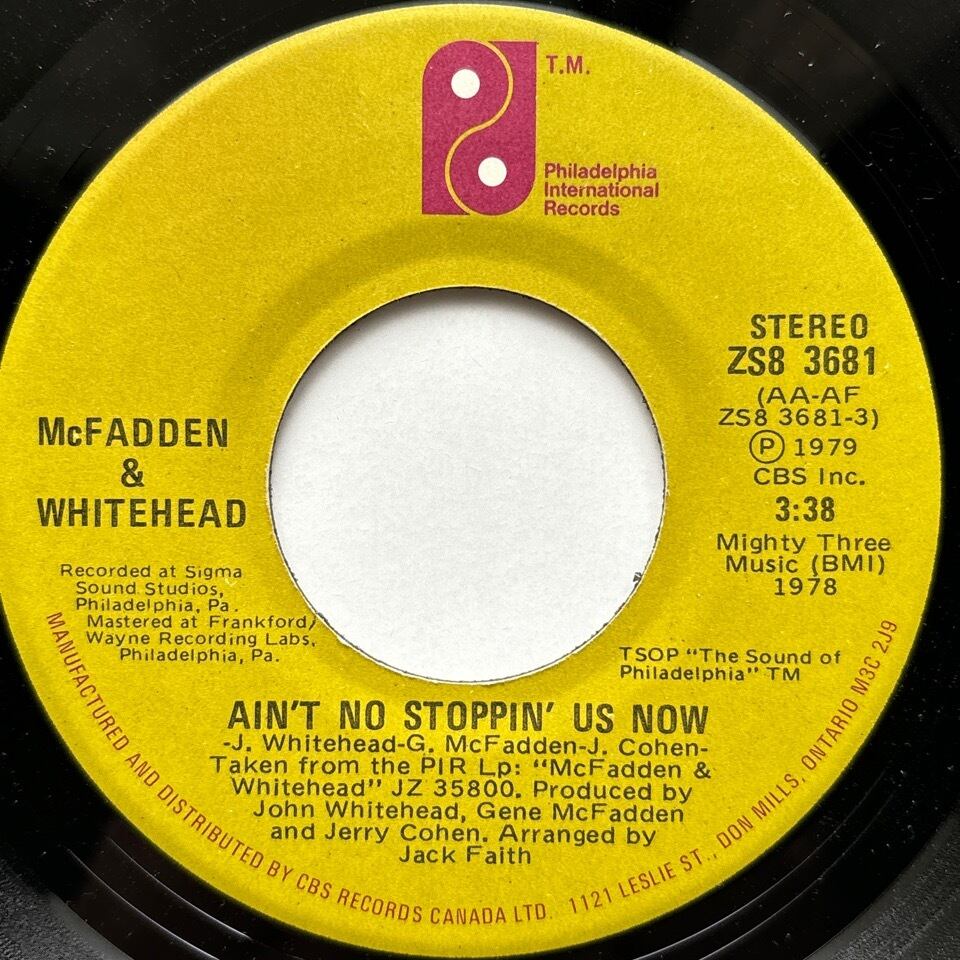 T.M.
Philadelphia
International
Records
STEREO
ZS8 3681
(AA-AF
ZS8 3681-3)
Ⓟ 1979
CBS Inc.
3:38
Mighty Three
Music (BMI)
1978
McFADDEN
&
WHITEHEAD
Recorded at Sigma
Sound Studios,
Philadelphia, Pa.
Mastered at Frankford/
Wayne Recording Labs,
Philadelphia, Pa.
TSOP "The Sound of
Philadelphia" TM
AIN'T NO STOPPIN' US NOW
-J. Whitehead-G. McFadden-J. Cohen-
Taken from the PIR Lp: "McFadden &
Whitehead" JZ 35800. Produced by
John Whitehead, Gene McFadden
and Jerry Cohen. Arranged by
Jack Faith
MANUFACTURED AND DISTRIBUTED BY CBS RECORDS CANADA LTD. 1121 LESLIE ST., DON MILLS, ONTARIO M3C 2J9